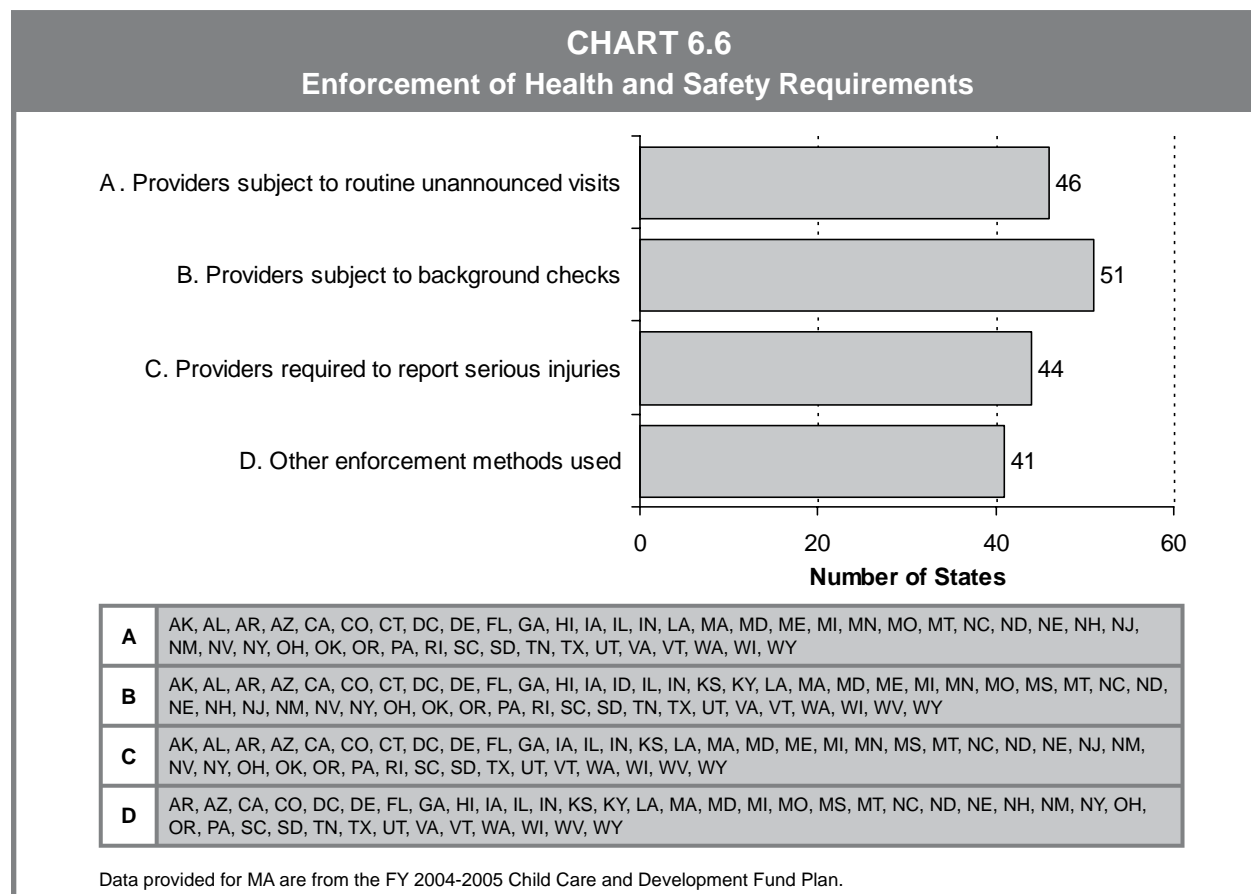 CHART 6.6
Enforcement of Health and Safety Requirements
A . Providers subject to routine unannounced visits
46
B. Providers subject to background checks
51
C. Providers required to report serious injuries
44
D. Other enforcement methods used
41
0 20 40 60
Number of States
A
AK, AL, AR, AZ, CA, CO, CT, DC, DE, FL, GA, HI, IA, IL, IN, LA, MA, MD, ME, MI, MN, MO, MT, NC, ND, NE, NH, NJ,
NM, NV, NY, OH, OK, OR, PA, RI, SC, SD, TN, TX, UT, VA, VT, WA, WI, WY
B
AK, AL, AR, AZ, CA, CO, CT, DC, DE, FL, GA, HI, IA, ID, IL, IN, KS, KY, LA, MA, MD, ME, MI, MN, MO, MS, MT, NC, ND,
NE, NH, NJ, NM, NV, NY, OH, OK, OR, PA, RI, SC, SD, TN, TX, UT, VA, VT, WA, WI, WV, WY
C
AK, AL, AR, AZ, CA, CO, CT, DC, DE, FL, GA, IA, IL, IN, KS, LA, MA, MD, ME, MI, MN, MS, MT, NC, ND, NE, NJ, NM,
NV, NY, OH, OK, OR, PA, RI, SC, SD, TX, UT, VT, WA, WI, WV, WY
D
AR, AZ, CA, CO, DC, DE, FL, GA, HI, IA, IL, IN, KS, KY, LA, MA, MD, MI, MO, MS, MT, NC, ND, NE, NH, NM, NY, OH,
OR, PA, SC, SD, TN, TX, UT, VA, VT, WA, WI, WV, WY
Data provided for MA are from the FY 2004-2005 Child Care and Development Fund Plan.